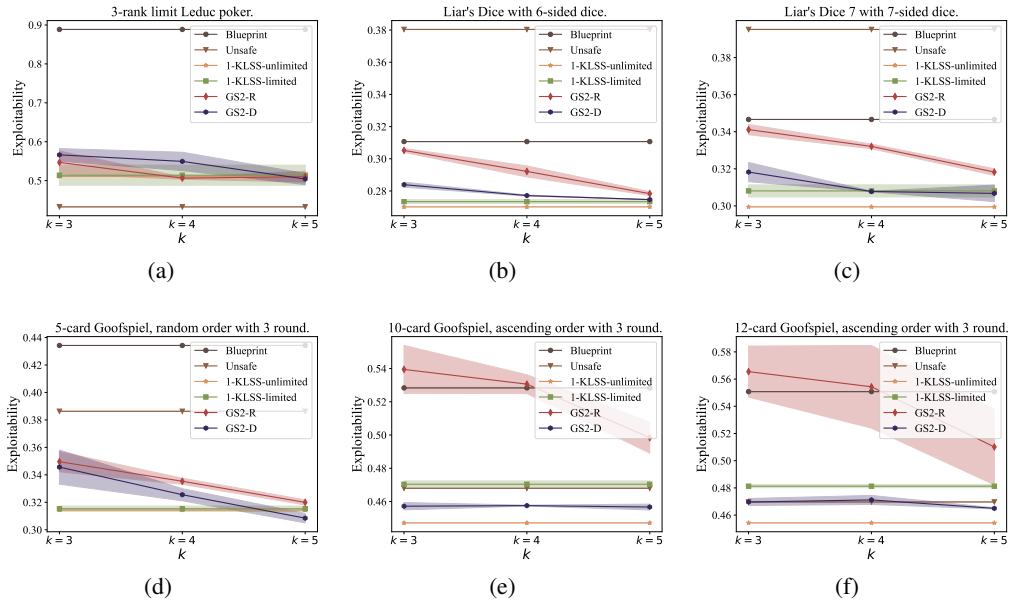 3-rank limit Leduc poker.
0.9
0.8
0.7
0.6
0.5
Exploitability
Blueprint
Unsafe
1-KLSS-unlimited
1-KLSS-limited
GS2-R
GS2-D
k = 3
k = 4
k = 5
k
(a)
Liar's Dice with 6-sided dice.
0.38
0.36
0.34
0.32
0.30
0.28
Exploitability
Blueprint
Unsafe
1-KLSS-unlimited
1-KLSS-limited
GS2-R
GS2-D
k = 3
k = 4
k = 5
k
(b)
Liar's Dice 7 with 7-sided dice.
0.38
0.36
0.34
0.32
0.30
Exploitability
Blueprint
Unsafe
1-KLSS-unlimited
1-KLSS-limited
GS2-R
GS2-D
k = 3
k = 4
k = 5
k
(c)
5-card Goofspiel, random order with 3 round.
0.44
0.42
0.40
0.38
0.36
0.34
0.32
0.30
Exploitability
Blueprint
Unsafe
1-KLSS-unlimited
1-KLSS-limited
GS2-R
GS2-D
k = 3
k = 4
k = 5
k
(d)
10-card Goofspiel, ascending order with 3 round.
0.54
0.52
0.50
0.48
0.46
Exploitability
Blueprint
Unsafe
1-KLSS-unlimited
1-KLSS-limited
GS2-R
GS2-D
k = 3
k = 4
k = 5
k
(e)
12-card Goofspiel, ascending order with 3 round.
0.58
0.56
0.54
0.52
0.50
0.48
0.46
Exploitability
Blueprint
Unsafe
1-KLSS-unlimited
1-KLSS-limited
GS2-R
GS2-D
k = 3
k = 4
k = 5
k
(f)